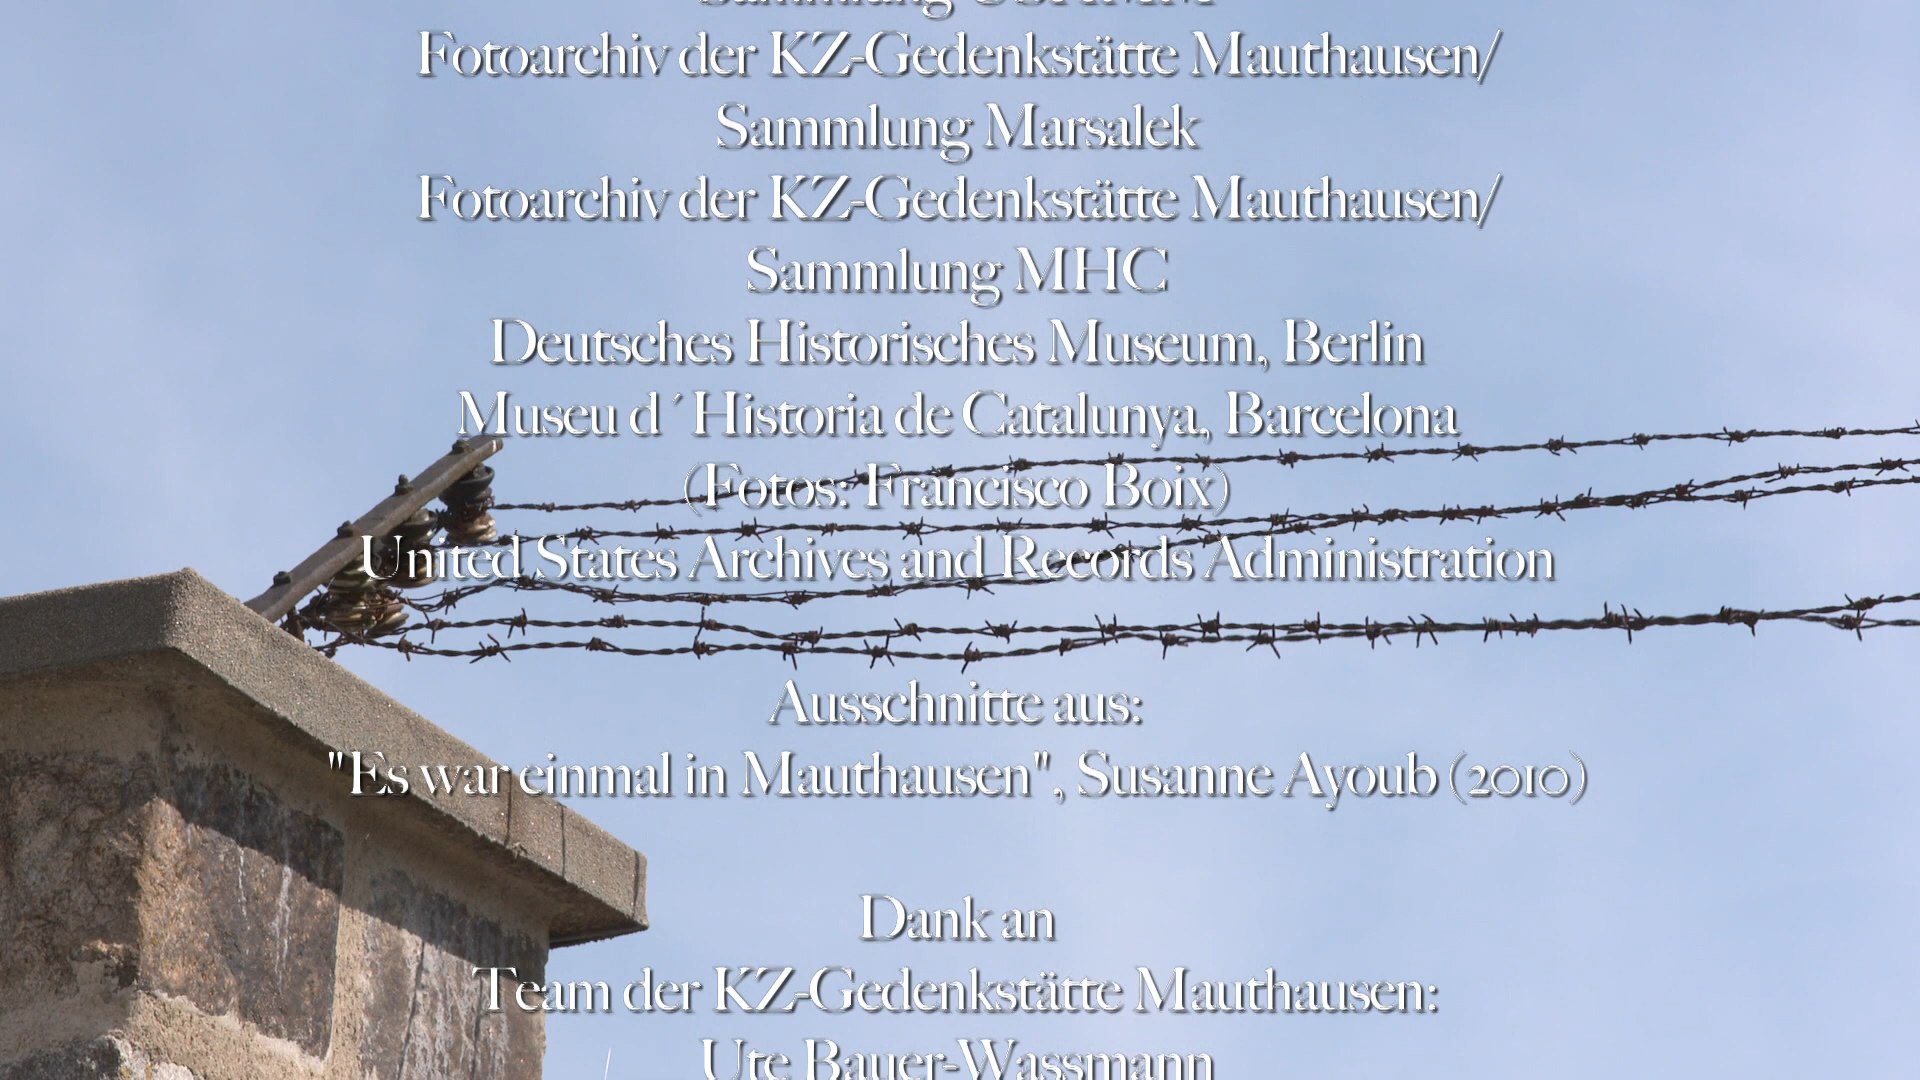 Sammlung
Fotoarchiv der KZ-Gedenkstätte Mauthausen/
Sammlung Marsalek
Fotoarchiv der KZ-Gedenkstätte Mauthausen/
Sammlung MHC
Deutsches Historisches Museum, Berlin
Museu d´Historia de Catalunya, Barcelona
(Fotos: Francisco Boix)
United States Archives and Records Administration
Ausschnitte aus:
"Es war einmal in Mauthausen", Susanne Ayoub (2010)
Dank an
Team der KZ-Gedenkstätte Mauthausen:
Ute Bauer-Wassmann